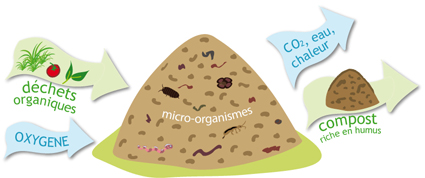 déchets
organiques
OXYGENE
micro-organismes
CO₂, eau,
chaleur
compost
riche en humus